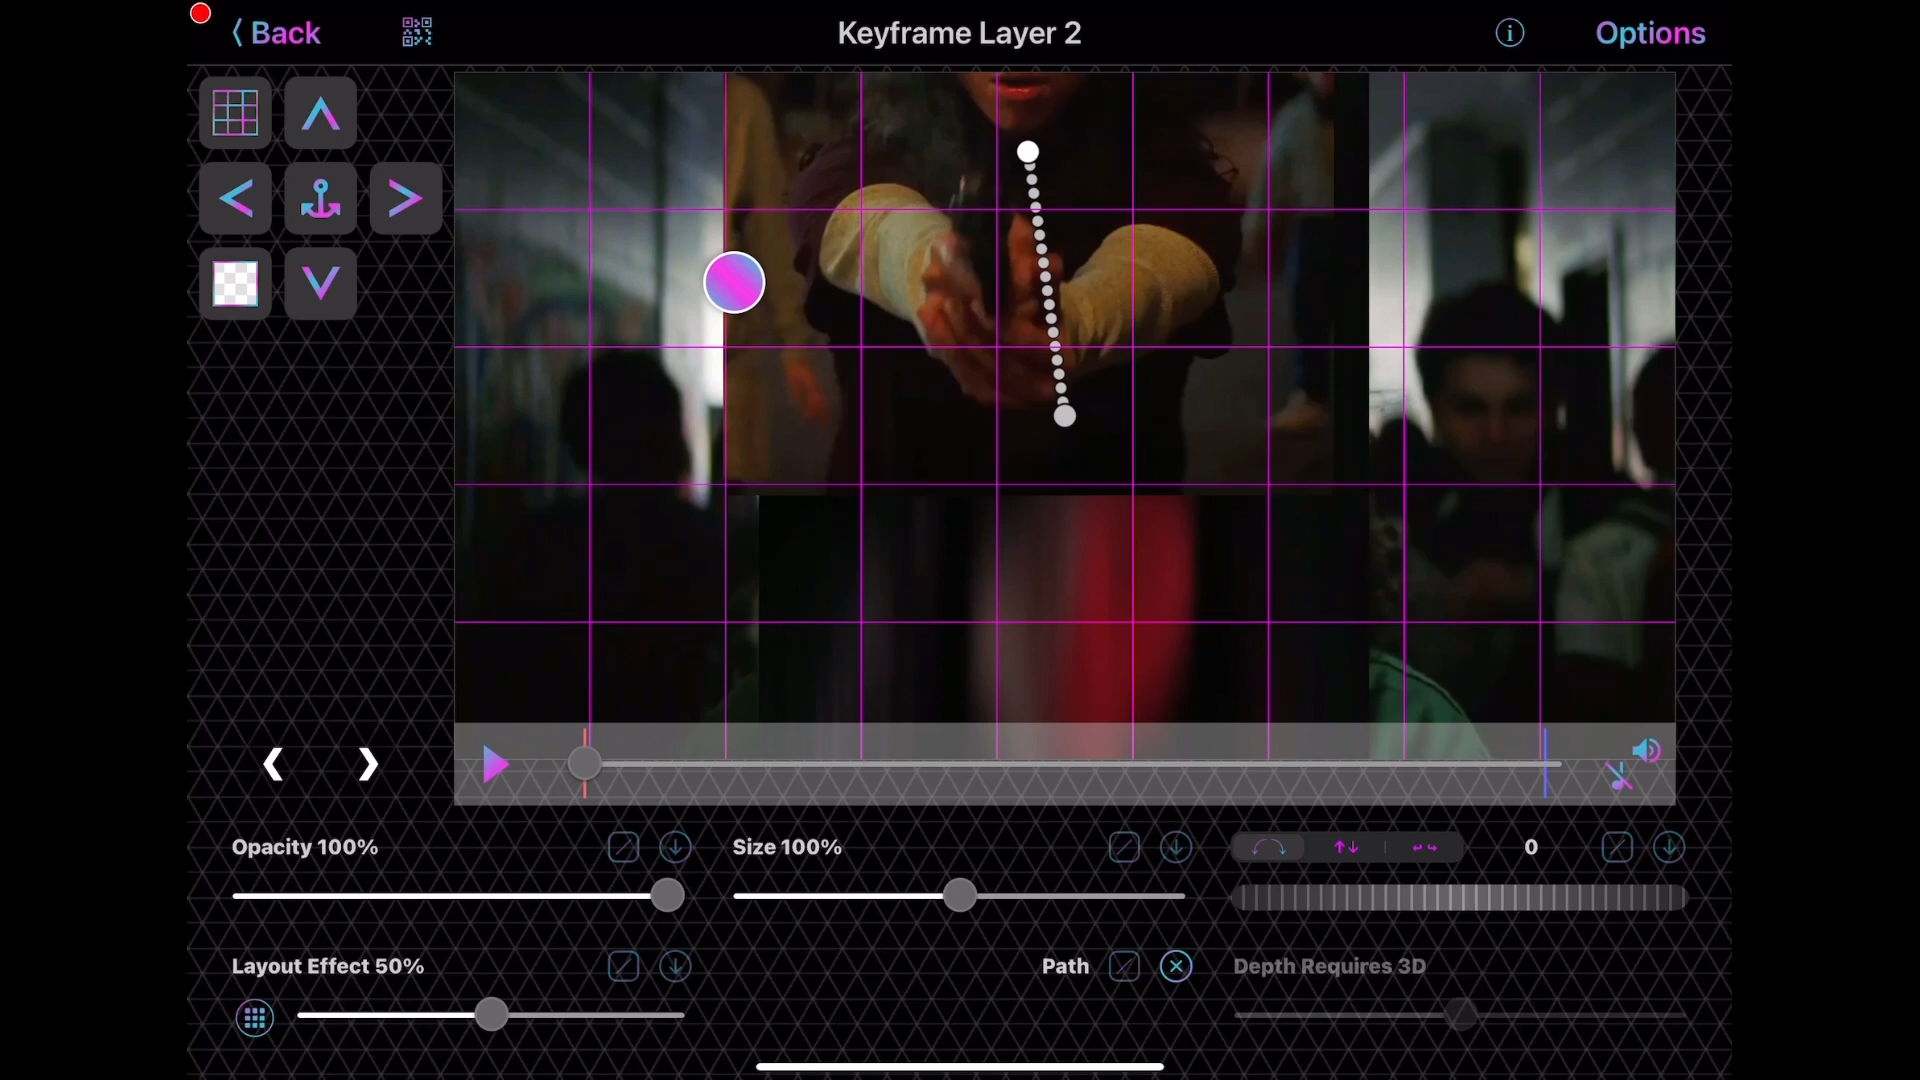 Back
Keyframe Layer 2
Options
Opacity 100%
Size 100%
0
Layout Effect 50%
Path
Depth Requires 3D